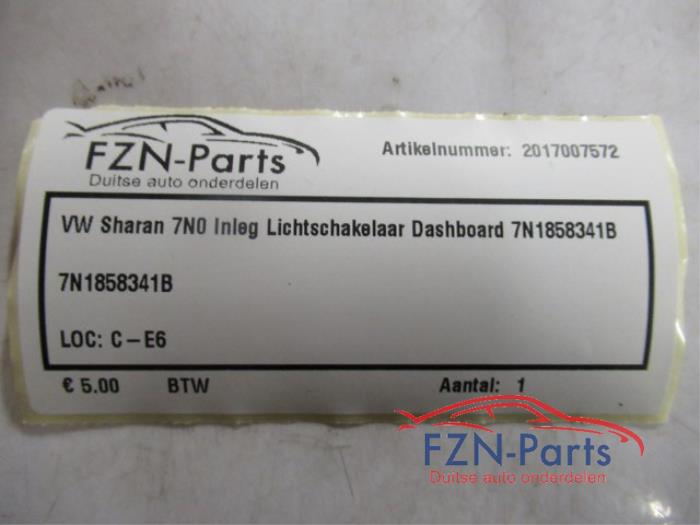 FZN-Parts
Duitse auto onderdelen
Artikelnummer: 2017007572
VW Sharan 7N0 Inleg Lichtschakelaar Dashboard 7N1858341B
7N1858341B
LOC: C-E6
€ 5.00 BTW Aantal: 1
FZN-Parts
Duitse auto onderdelen